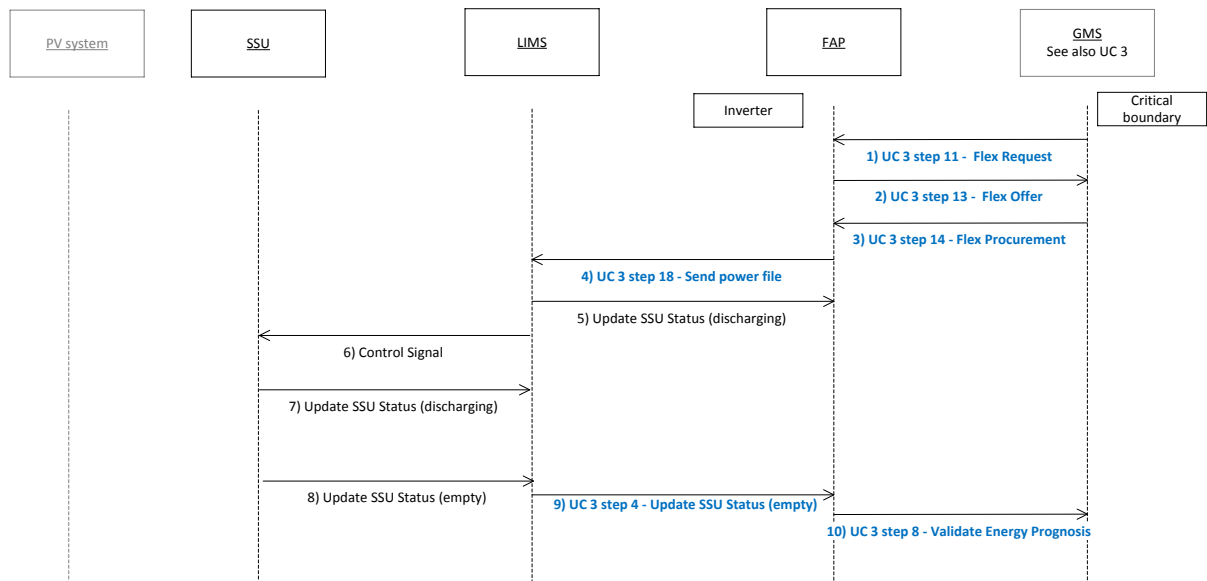 PV system
SSU
LIMS
FAP
GMS
See also UC 3
Inverter
Critical
boundary
1) UC 3 step 11 -  Flex Request
2) UC 3 step 13 -  Flex Offer
3) UC 3 step 14 - Flex Procurement
4) UC 3 step 18 - Send power file
5) Update SSU Status (discharging)
6) Control Signal
7) Update SSU Status (discharging)
8) Update SSU Status (empty)
9) UC 3 step 4 - Update SSU Status (empty)
10) UC 3 step 8 - Validate Energy Prognosis